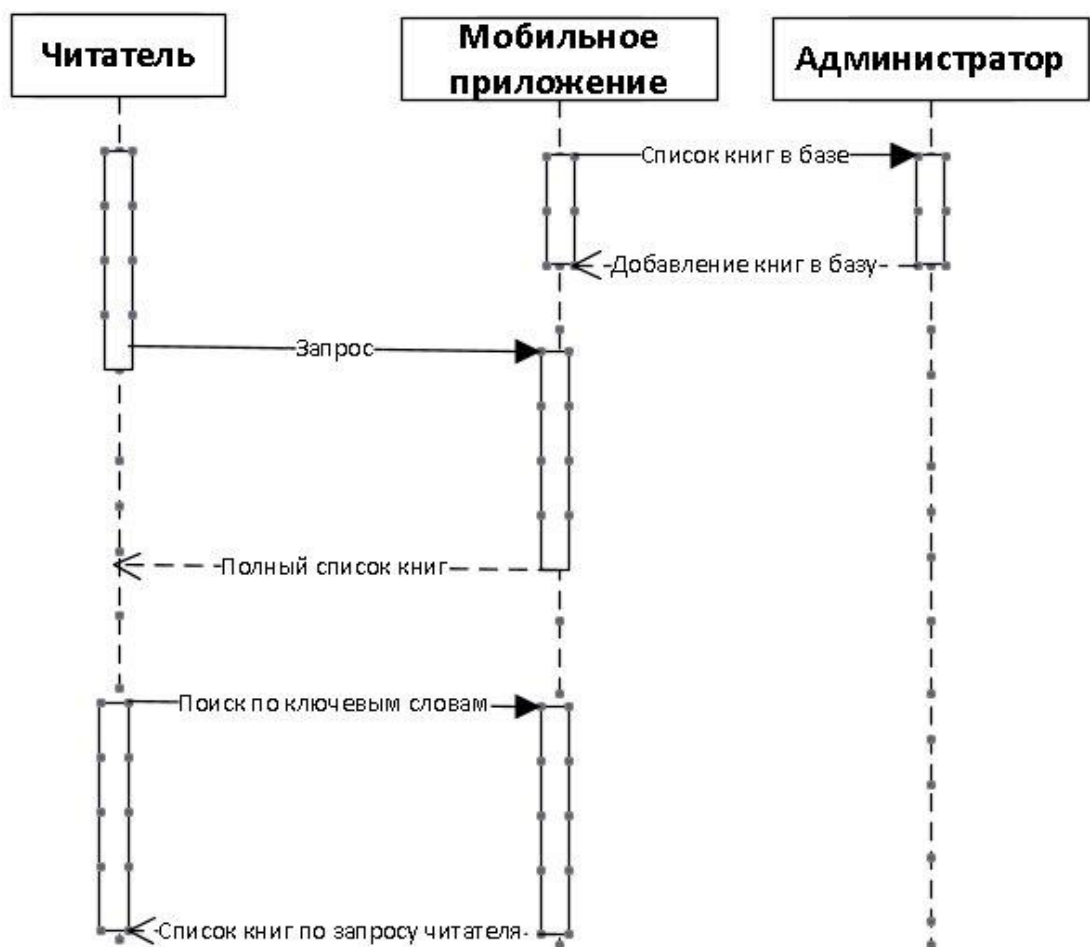 Читатель
Мобильное
приложение
Администратор
Список книг в базе
Добавление книг в базу
Запрос
Полный список книг
Поиск по ключевым словам
Список книг по запросу читателя